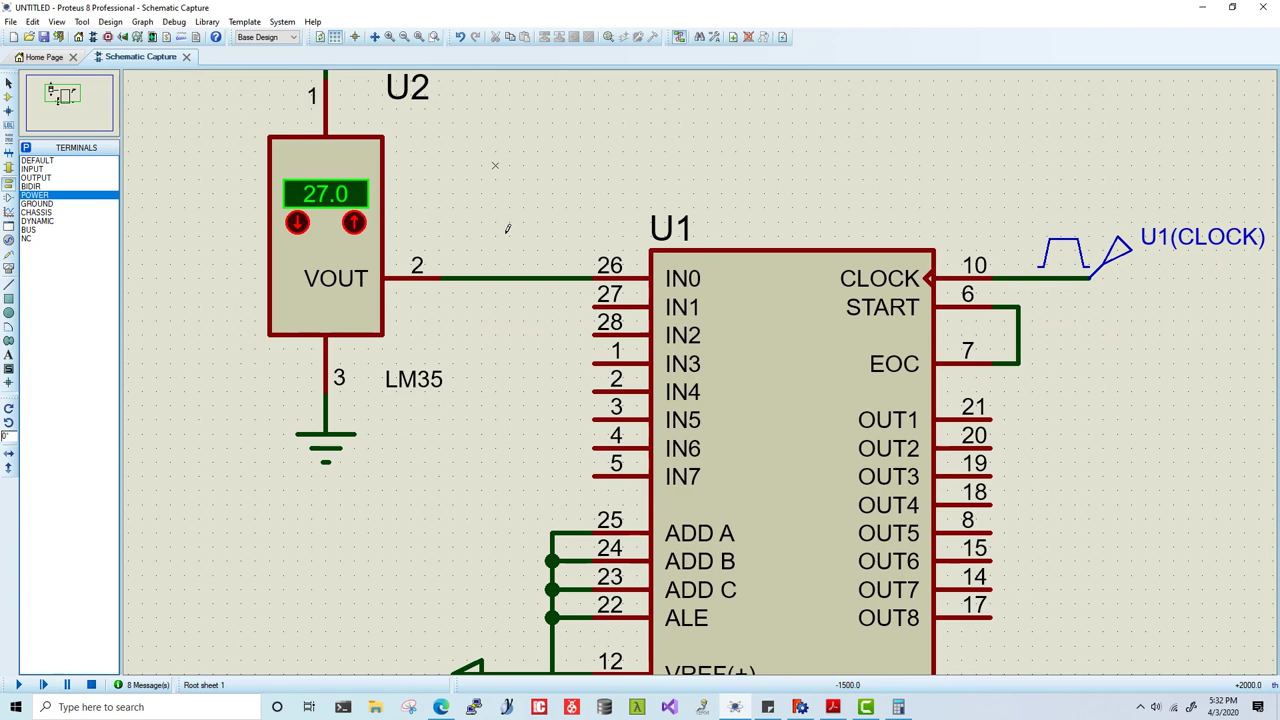 UNTITLED - Proteus 8 Professional - Schematic Capture
File Edit View Tool Design Graph Debug Library Template System Help
Base Design
Home Page
Schematic Capture
P
TERMINALS
DEFAULT
INPUT
OUTPUT
BIDIR
POWER
GROUND
CHASSIS
DYNAMIC
BUS
NC
LBL
A
0°
U2
1
27.0
VOUT
2
3
LM35
U1
U1(CLOCK)
26 IN0 CLOCK 10
27 IN1 START 6
28 IN2
1 IN3 EOC 7
2 IN4
3 IN5 OUT1 21
4 IN6 OUT2 20
5 IN7 OUT3 19
OUT4 18
25 ADD A OUT5 8
24 ADD B OUT6 15
23 ADD C OUT7 14
22 ALE OUT8 17
12 VREF(+)
8 Message(s)
Root sheet 1
-1500.0
+2000.0
th
Type here to search
5:32 PM
4/3/2020